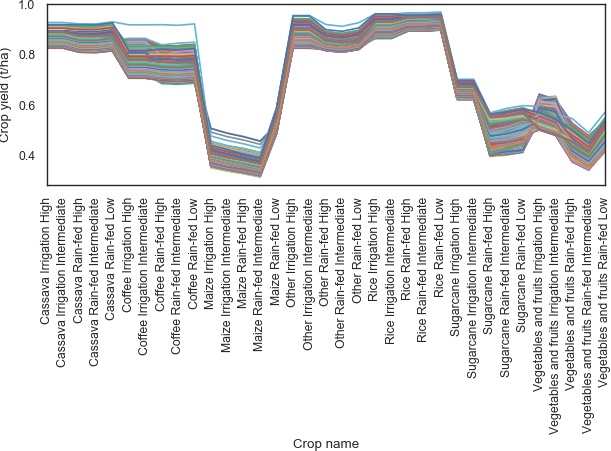 1.0
0.8
0.6
0.4
Crop yield (t/ha)
Cassava Irrigation High
Cassava Irrigation Intermediate
Cassava Rain-fed High
Cassava Rain-fed Intermediate
Cassava Rain-fed Low
Coffee Irrigation High
Coffee Irrigation Intermediate
Coffee Rain-fed High
Coffee Rain-fed Intermediate
Coffee Rain-fed Low
Maize Irrigation High
Maize Irrigation Intermediate
Maize Rain-fed High
Maize Rain-fed Intermediate
Maize Rain-fed Low
Other Irrigation High
Other Irrigation Intermediate
Other Rain-fed High
Other Rain-fed Intermediate
Other Rain-fed Low
Rice Irrigation High
Rice Irrigation Intermediate
Rice Rain-fed High
Rice Rain-fed Intermediate
Rice Rain-fed Low
Sugarcane Irrigation High
Sugarcane Irrigation Intermediate
Sugarcane Rain-fed High
Sugarcane Rain-fed Intermediate
Sugarcane Rain-fed Low
Vegetables and fruits Irrigation High
Vegetables and fruits Irrigation Intermediate
Vegetables and fruits Rain-fed High
Vegetables and fruits Rain-fed Intermediate
Vegetables and fruits Rain-fed Low
Crop name